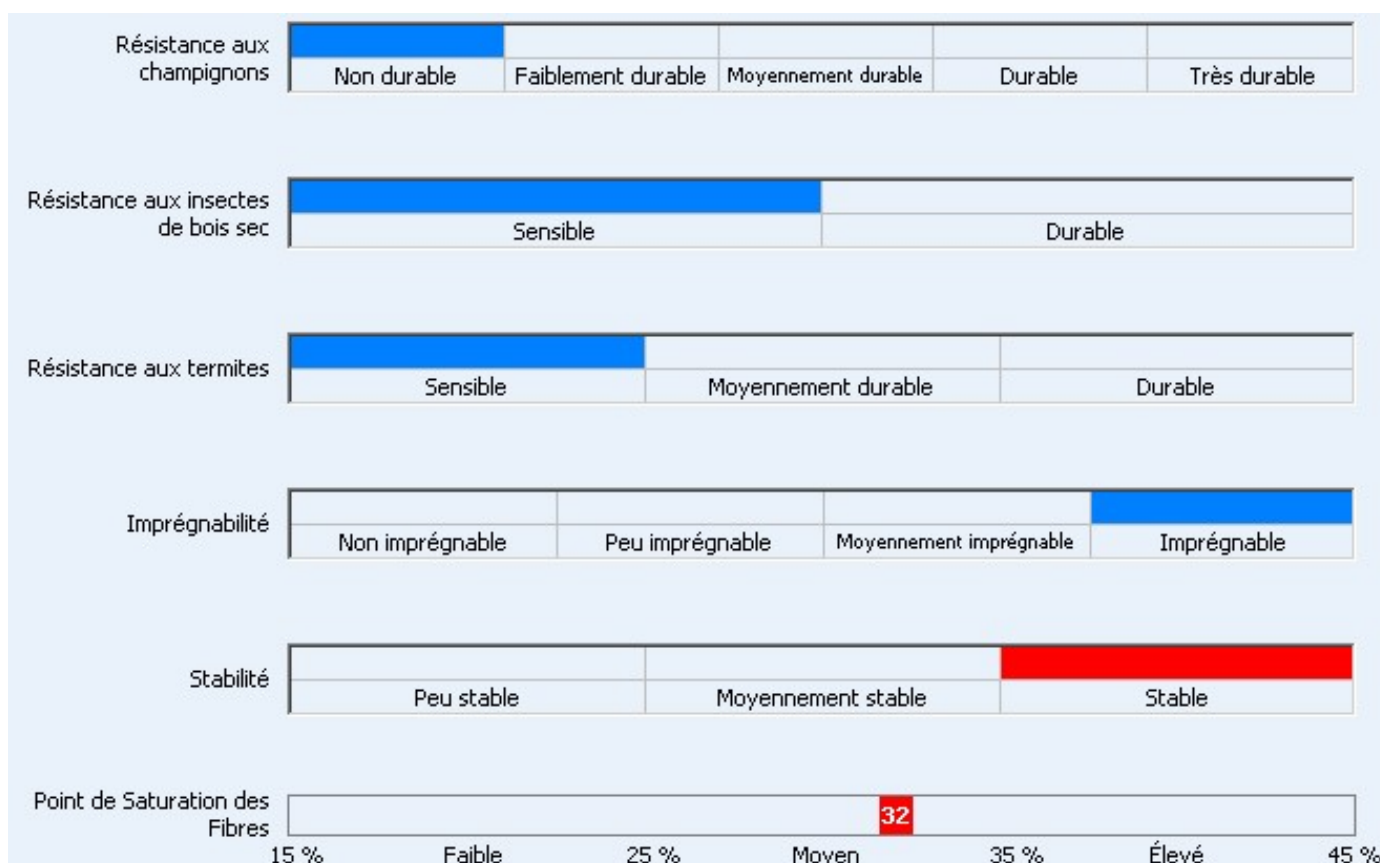 Résistance aux
champignons
Non durable Faiblement durable Moyennement durable Durable Très durable
Résistance aux insectes
de bois sec
Sensible Durable
Résistance aux termites
Sensible Moyennement durable Durable
Imprégnabilité
Non imprégnable Peu imprégnable Moyennement imprégnable Imprégnable
Stabilité
Peu stable Moyennement stable Stable
Point de Saturation des
Fibres
32
15 % Faible 25 % Moyen 35 % Élevé 45 %